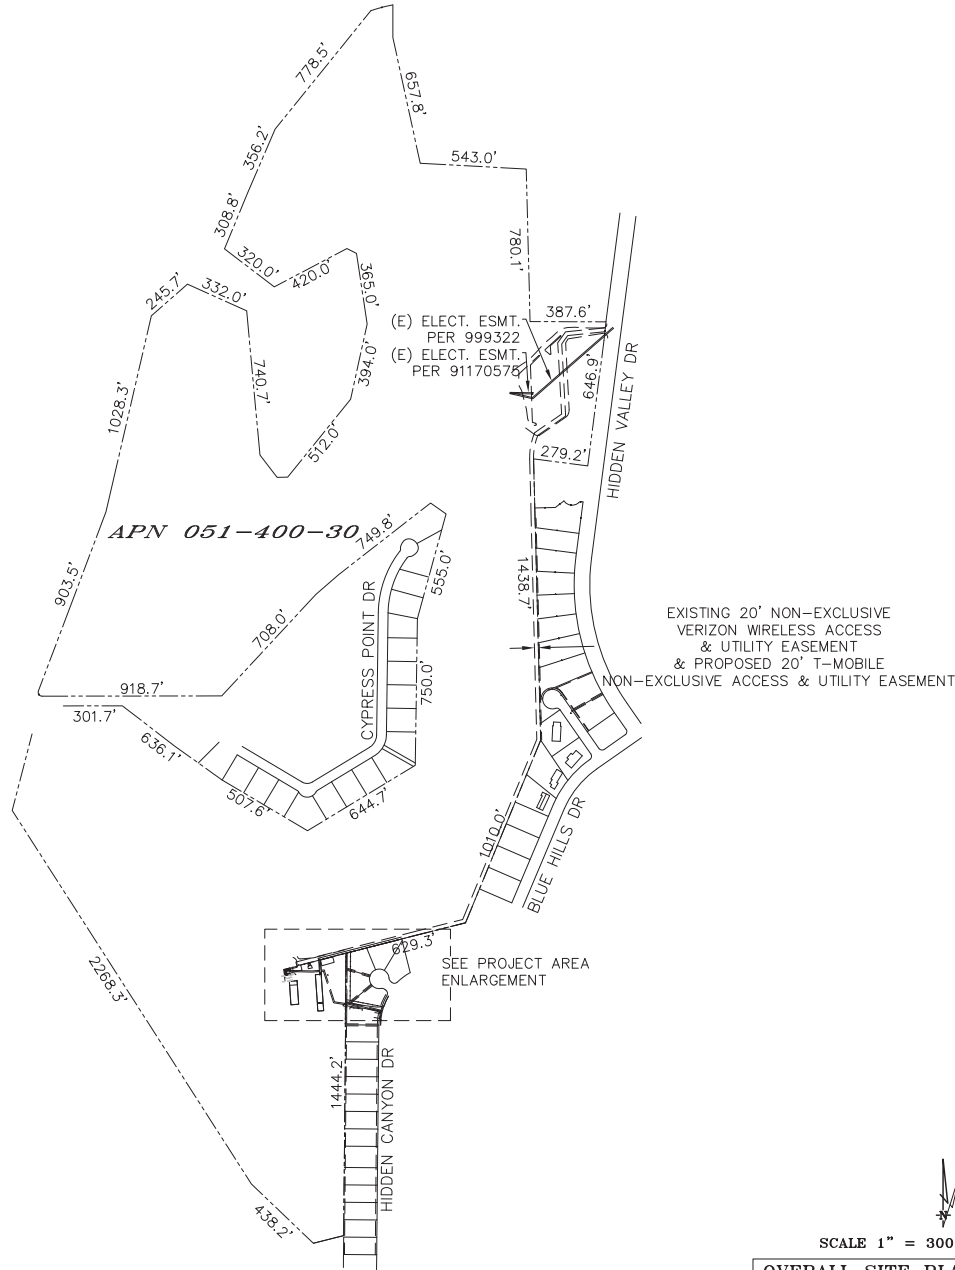 778.5'
657.8'
356.2'
543.0'
308.8'
320.0'
420.0'
365.0'
780.1'
245.7'
332.0'
387.6'
(E) ELECT. ESMT.
PER 999322
(E) ELECT. ESMT.
PER 91170575
740.7'
394.0'
646.9'
HIDDEN VALLEY DR
1028.3'
512.0'
279.2'
APN 051-400-30
749.8'
903.5'
555.0'
1438.7'
708.0'
CYPRESS POINT DR
EXISTING 20' NON-EXCLUSIVE
VERIZON WIRELESS ACCESS
& UTILITY EASEMENT
& PROPOSED 20' T-MOBILE
NON-EXCLUSIVE ACCESS & UTILITY EASEMENT
918.7'
750.0'
301.7'
636.1'
507.6'
644.7'
1010.0'
BLUE HILLS DR
629.3'
SEE PROJECT AREA
ENLARGEMENT
2268.3'
1444.2'
HIDDEN CANYON DR
438.2'
N
SCALE 1" = 300
OVERALL SITE